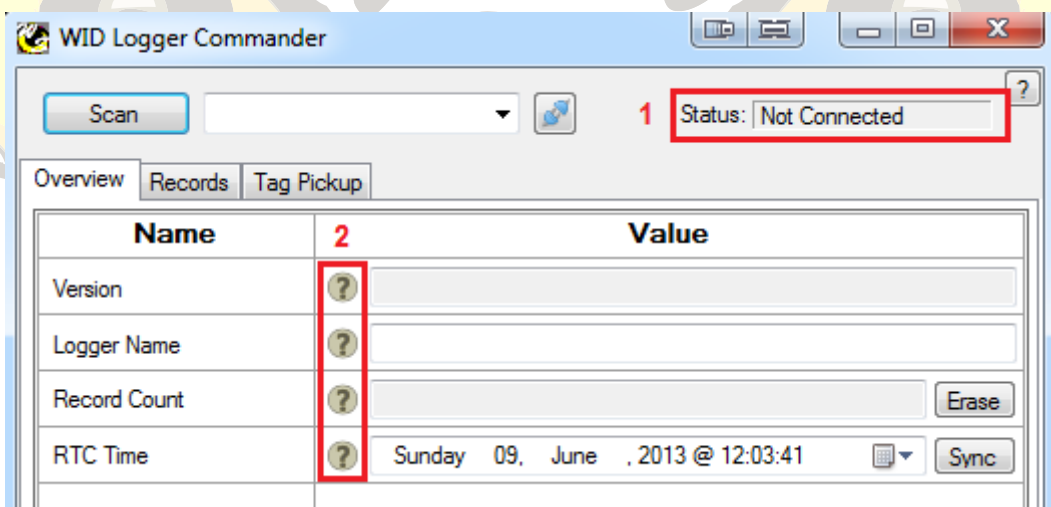 WID Logger Commander
?
Scan 1 Status: Not Connected
Overview Records Tag Pickup
Name 2 Value
Version ?
Logger Name ?
Record Count ? Erase
RTC Time ? Sunday 09, June , 2013 @ 12:03:41 Sync